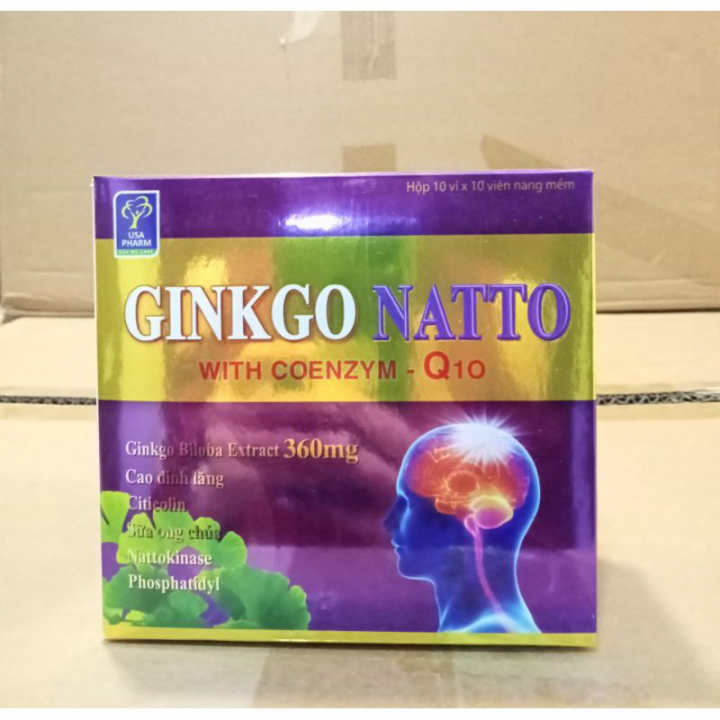 Hộp 10 vỉ x 10 viên nang mềm
USA
PHARM
GINKGO NATTO
WITH COENZYM - Q10
Ginkgo Biloba Extract 360mg
Cao đinh lăng
Citicolin
Sữa ong chúa
Nattokinase
Phosphatidyl